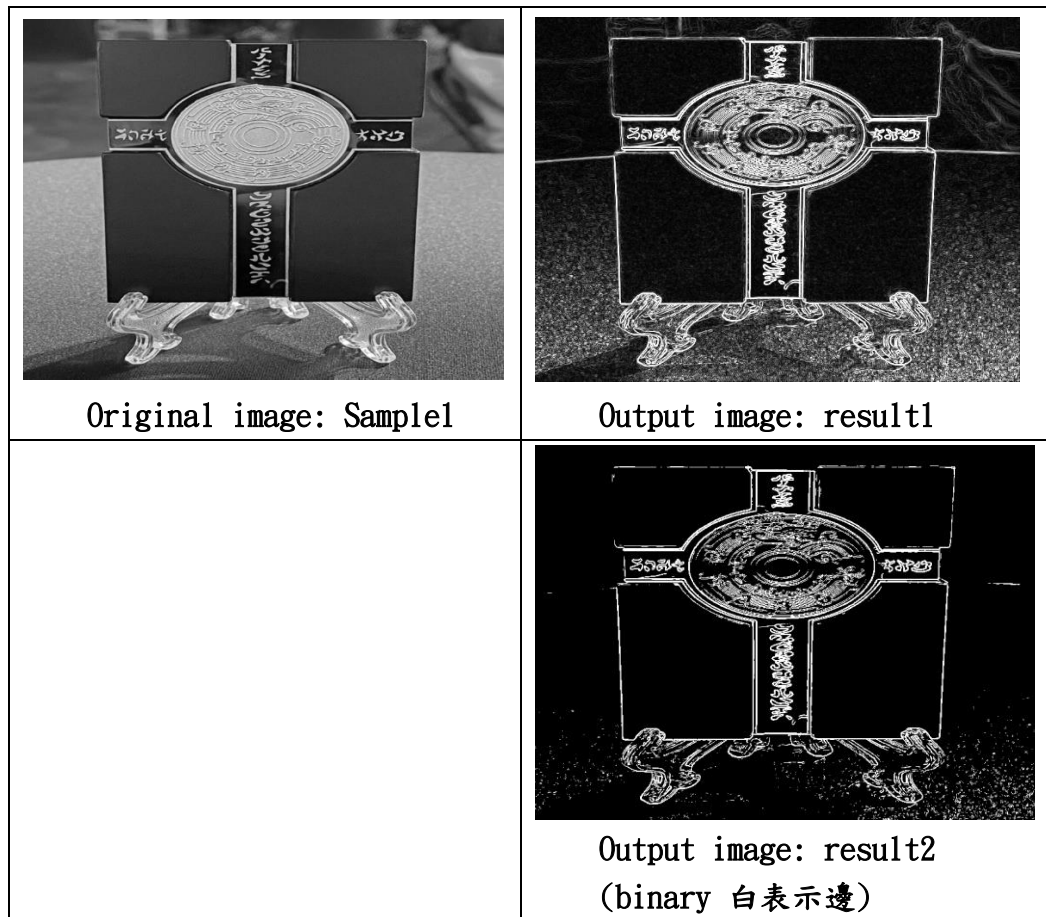 Original image: Sample1
Output image: result1
Output image: result2
(binary 白表示邊)